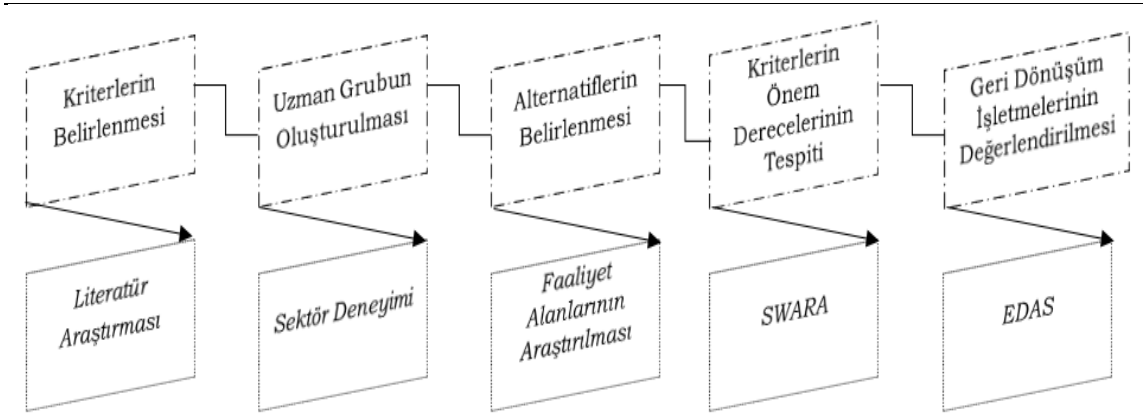 Kriterlerin
Belirlenmesi
Uzman Grubun
Oluşturulması
Alternatiflerin
Belirlenmesi
Kriterlerin
Önem
Derecelerinin
Tespiti
Geri Dönüşüm
İşletmelerinin
Değerlendirilmesi
Literatür
Araştırması
Sektör Deneyimi
Faaliyet
Alanlarının
Araştırılması
SWARA
EDAS